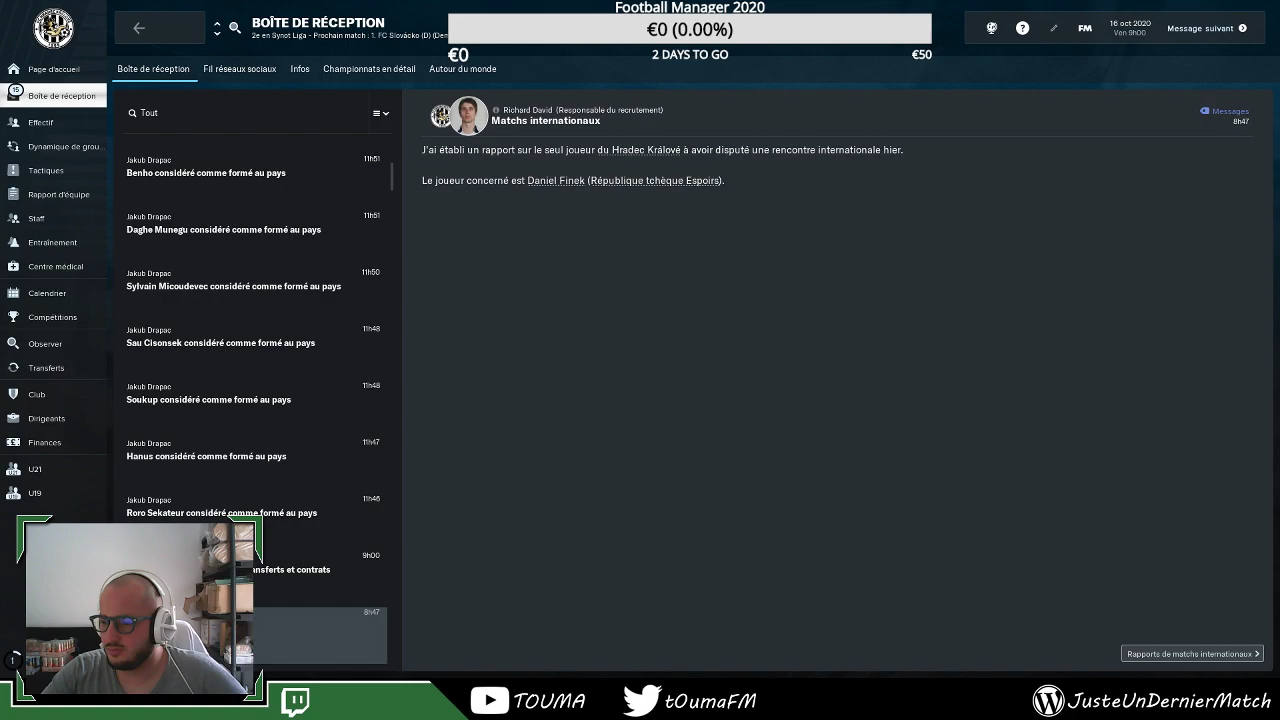 Football Manager 2020
€0 (0.00%)
€0
2 DAYS TO GO
€50
BOÎTE DE RÉCEPTION
2e en Synot Liga - Prochain match : 1. FC Slovácko (D) (Den
FM
16 oct 2020
Ven 9h00
Message suivant
Boîte de réception
Fil réseaux sociaux
Infos
Championnats en détail
Autour du monde
Page d'accueil
15
Boîte de réception
Effectif
Dynamique de grou...
Tactiques
Rapport d'équipe
Staff
Entraînement
Centre médical
Calendrier
Compétitions
Observer
Transferts
Club
Dirigeants
Finances
U21
U19
Tout
Jakub Drapac 11h51
Benho considéré comme formé au pays
Jakub Drapac 11h51
Daghe Munegu considéré comme formé au pays
Jakub Drapac 11h50
Sylvain Micoudevec considéré comme formé au pays
Jakub Drapac 11h48
Sau Cisonsek considéré comme formé au pays
Jakub Drapac 11h48
Soukup considéré comme formé au pays
Jakub Drapac 11h47
Hanus considéré comme formé au pays
Jakub Drapac 11h46
Roro Sekateur considéré comme formé au pays
9h00
ansferts et contrats
8h47
Richard David (Responsable du recrutement)
Matchs internationaux
Messages
8h47
J'ai établi un rapport sur le seul joueur du Hradec Králové à avoir disputé une rencontre internationale hier.
Le joueur concerné est Daniel Finek (République tchèque Espoirs).
Rapports de matchs internationaux
1
TOUMA
tOumaFM
JusteUnDernierMatch